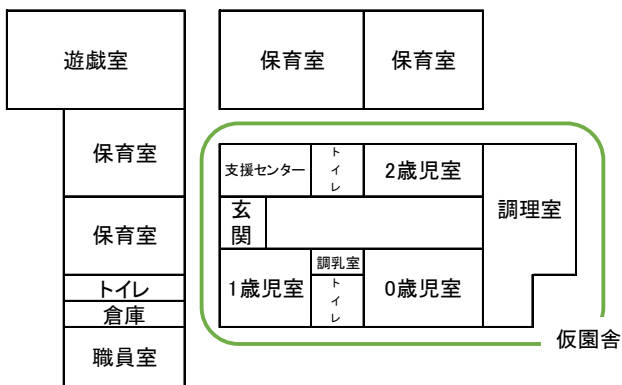 遊戯室
保育室
保育室
保育室
保育室
トイレ
倉庫
職員室
支援センター
トイレ
2歳児室
調理室
玄関
調乳室
1歳児室
トイレ
0歳児室
仮園舎